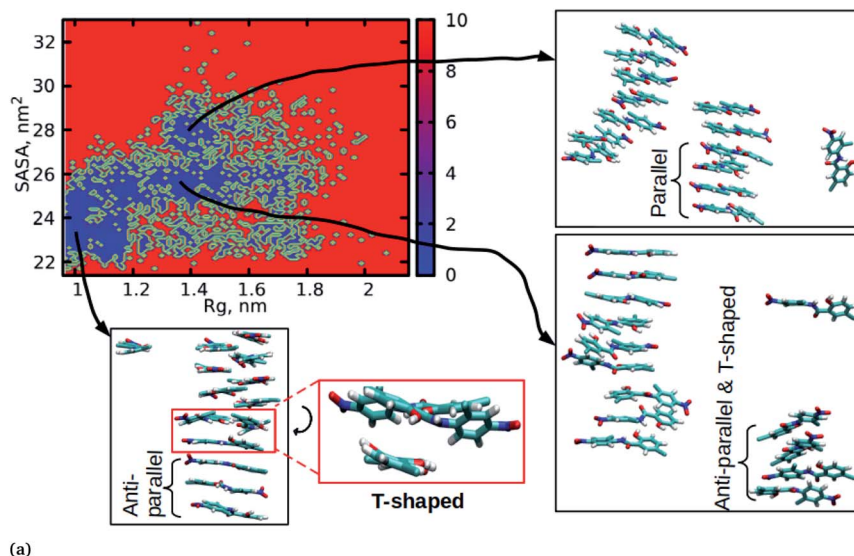 32
30
28
26
24
22
SASA, nm²
1
1.2
1.4
1.6
1.8
2
Rg, nm
10
8
6
4
2
0
Parallel
Anti-parallel & T-shaped
Anti-
parallel
T-shaped
(a)